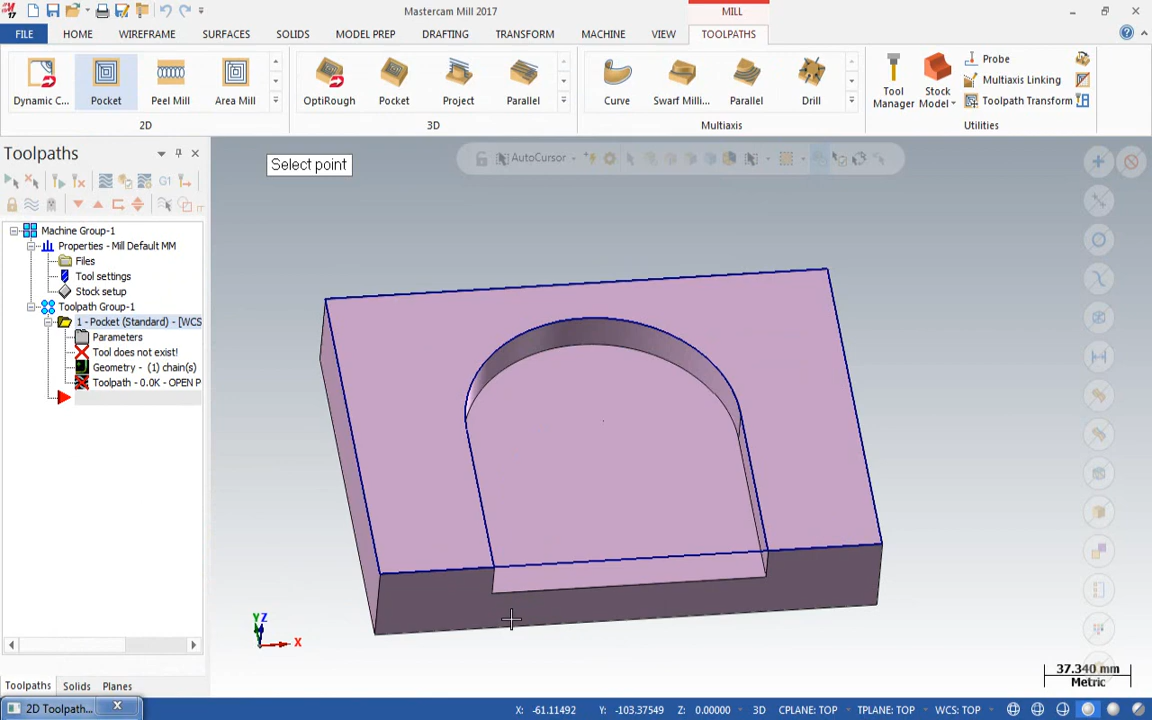 Mastercam Mill 2017
MILL
FILE
HOME
WIREFRAME
SURFACES
SOLIDS
MODEL PREP
DRAFTING
TRANSFORM
MACHINE
VIEW
TOOLPATHS
Dynamic C...
Pocket
Peel Mill
Area Mill
2D
OptiRough
Pocket
Project
Parallel
3D
Curve
Swarf Milli...
Parallel
Drill
Multiaxis
Tool
Manager
Stock
Model
Probe
Multiaxis Linking
Toolpath Transform
Utilities
Toolpaths
G1
Select point
AutoCursor
Machine Group-1
Properties - Mill Default MM
Files
Tool settings
Stock setup
Toolpath Group-1
1 - Pocket (Standard) - [WCS
Parameters
Tool does not exist!
Geometry - (1) chain(s)
Toolpath - 0.0K - OPEN P
Y Z
X
37.340 mm
Metric
Toolpaths
Solids
Planes
2D Toolpath...
X: -61.11492
Y: -103.37549
Z: 0.00000
3D
CPLANE: TOP
TPLANE: TOP
WCS: TOP